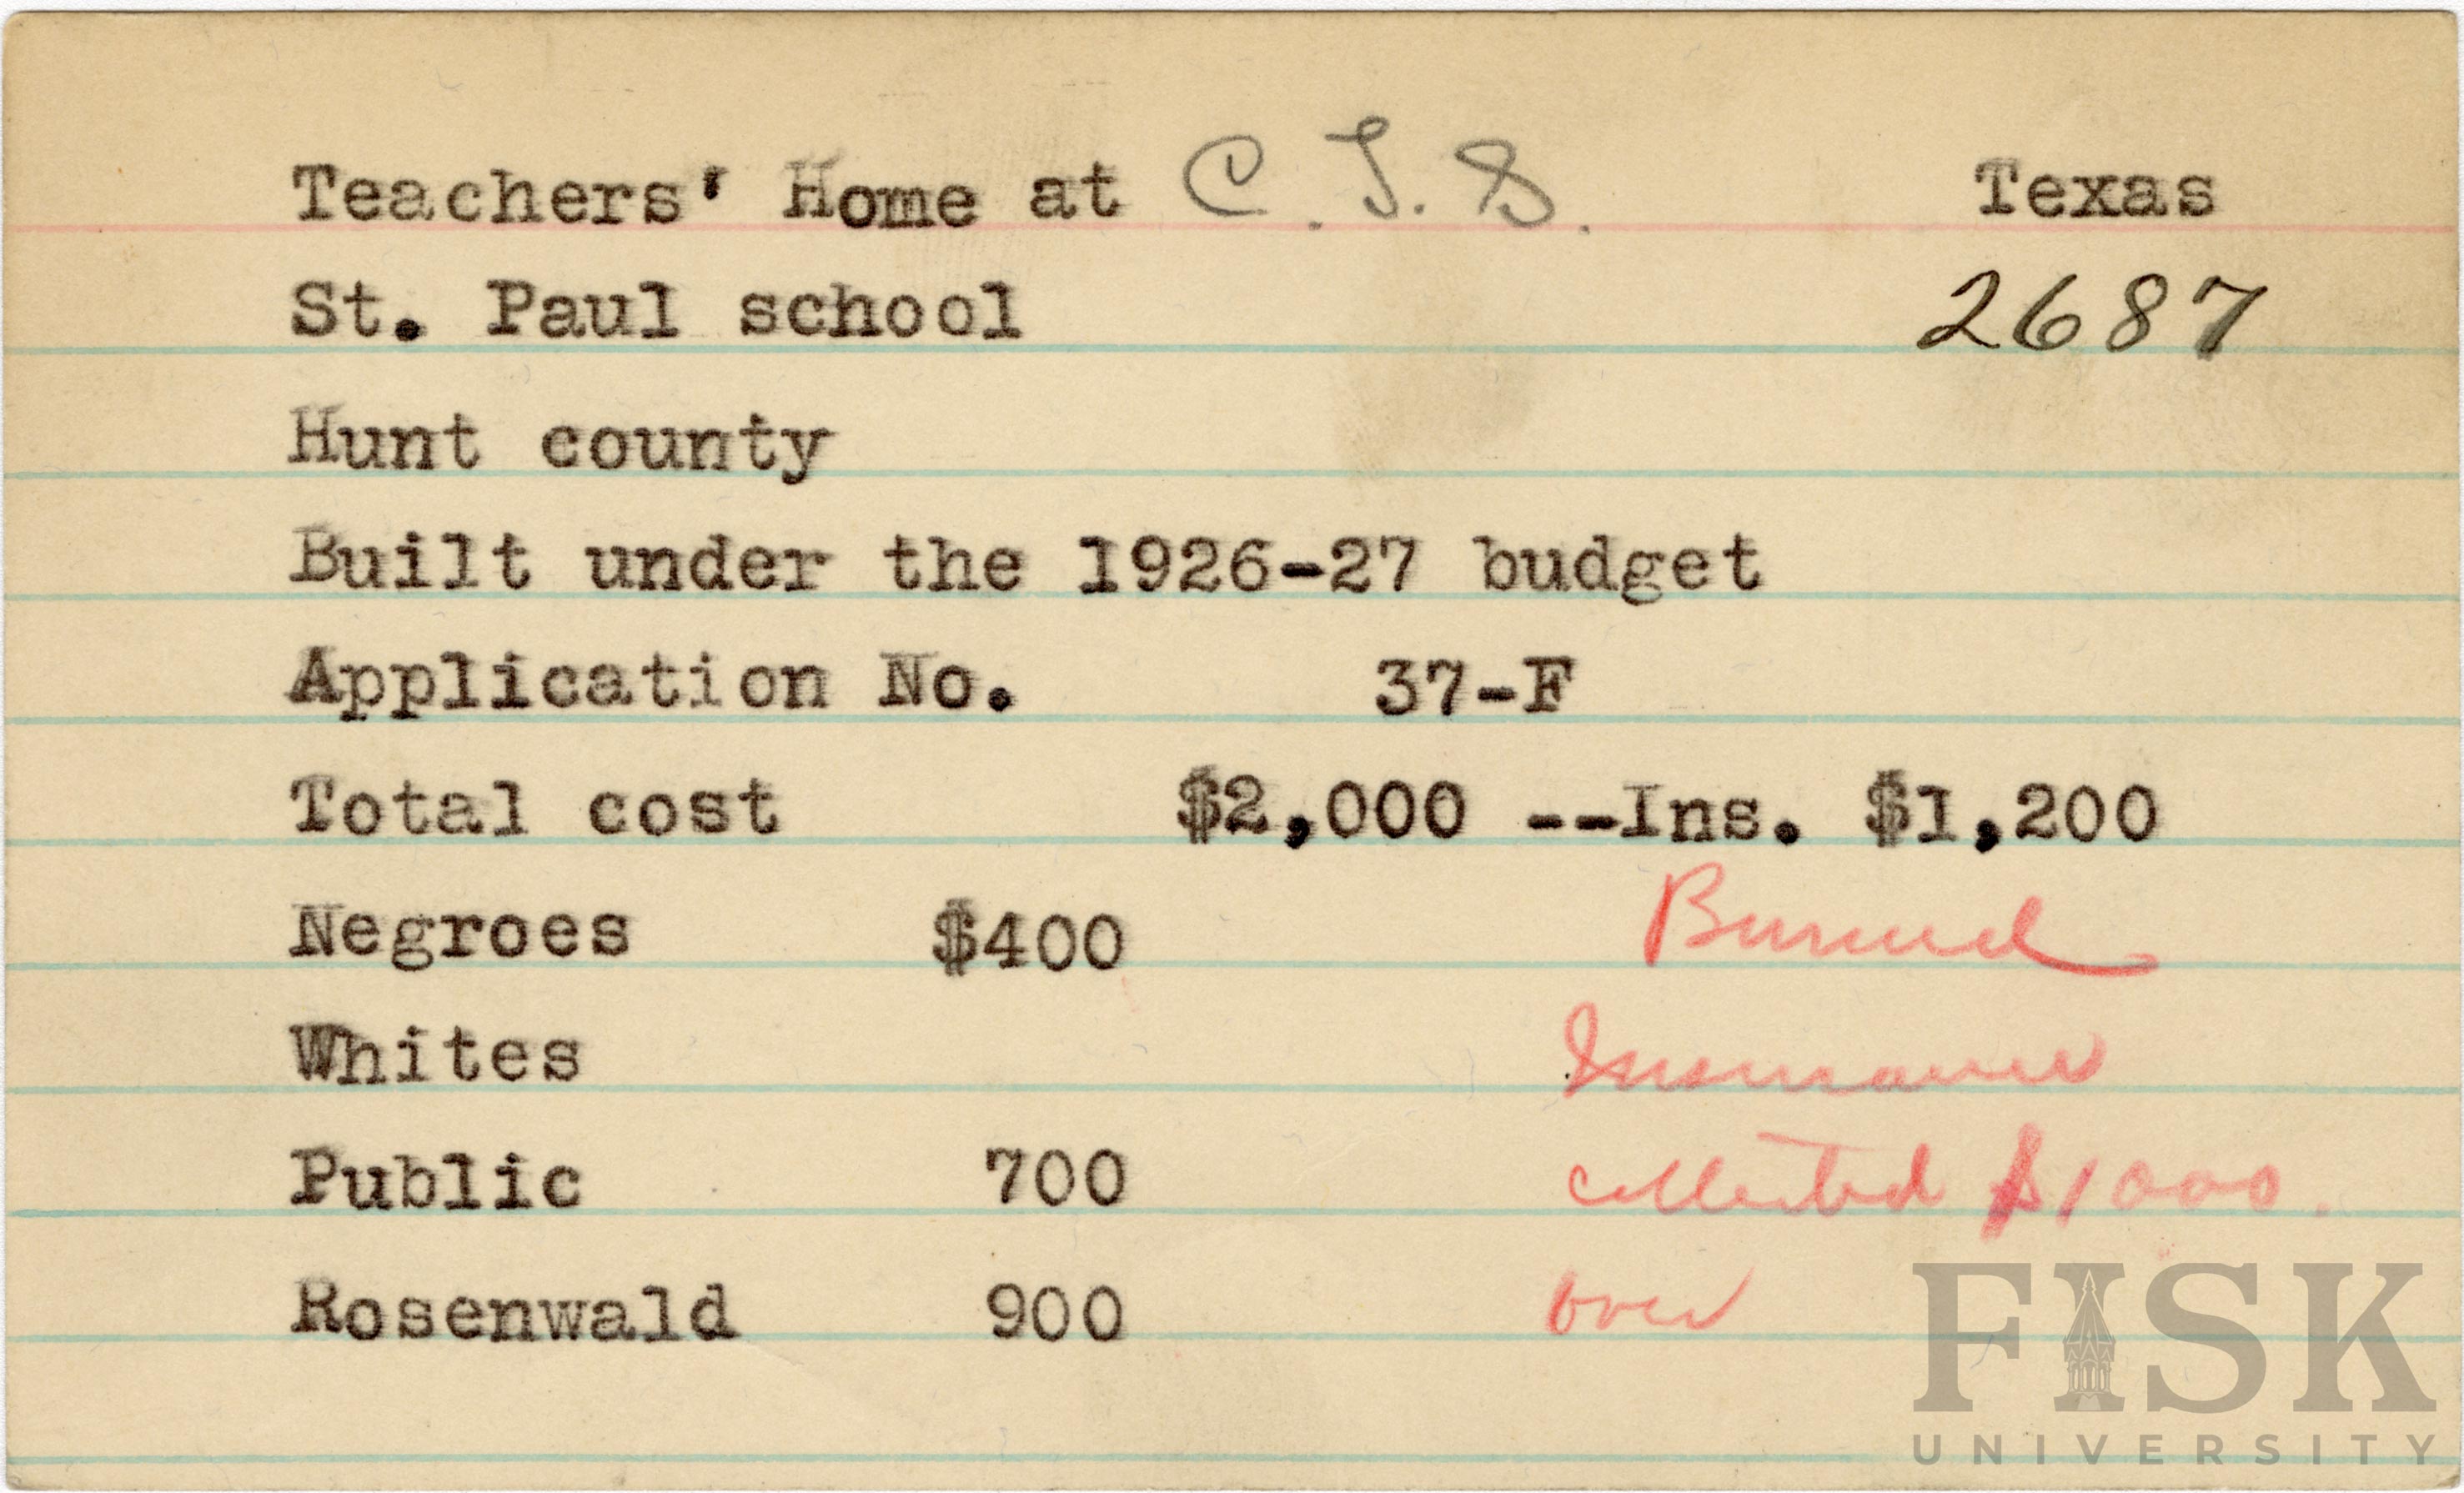 Teachers' Home at C.T.S. Texas
St. Paul school 2687
Hunt county
Built under the 1926-27 budget
Application No. 37-F
Total cost $2,000 --Ins. $1,200
Negroes $400 Burned
Whites Insurance
Public 700 collected $1000.
Rosenwald 900 over
FISK
UNIVERSITY